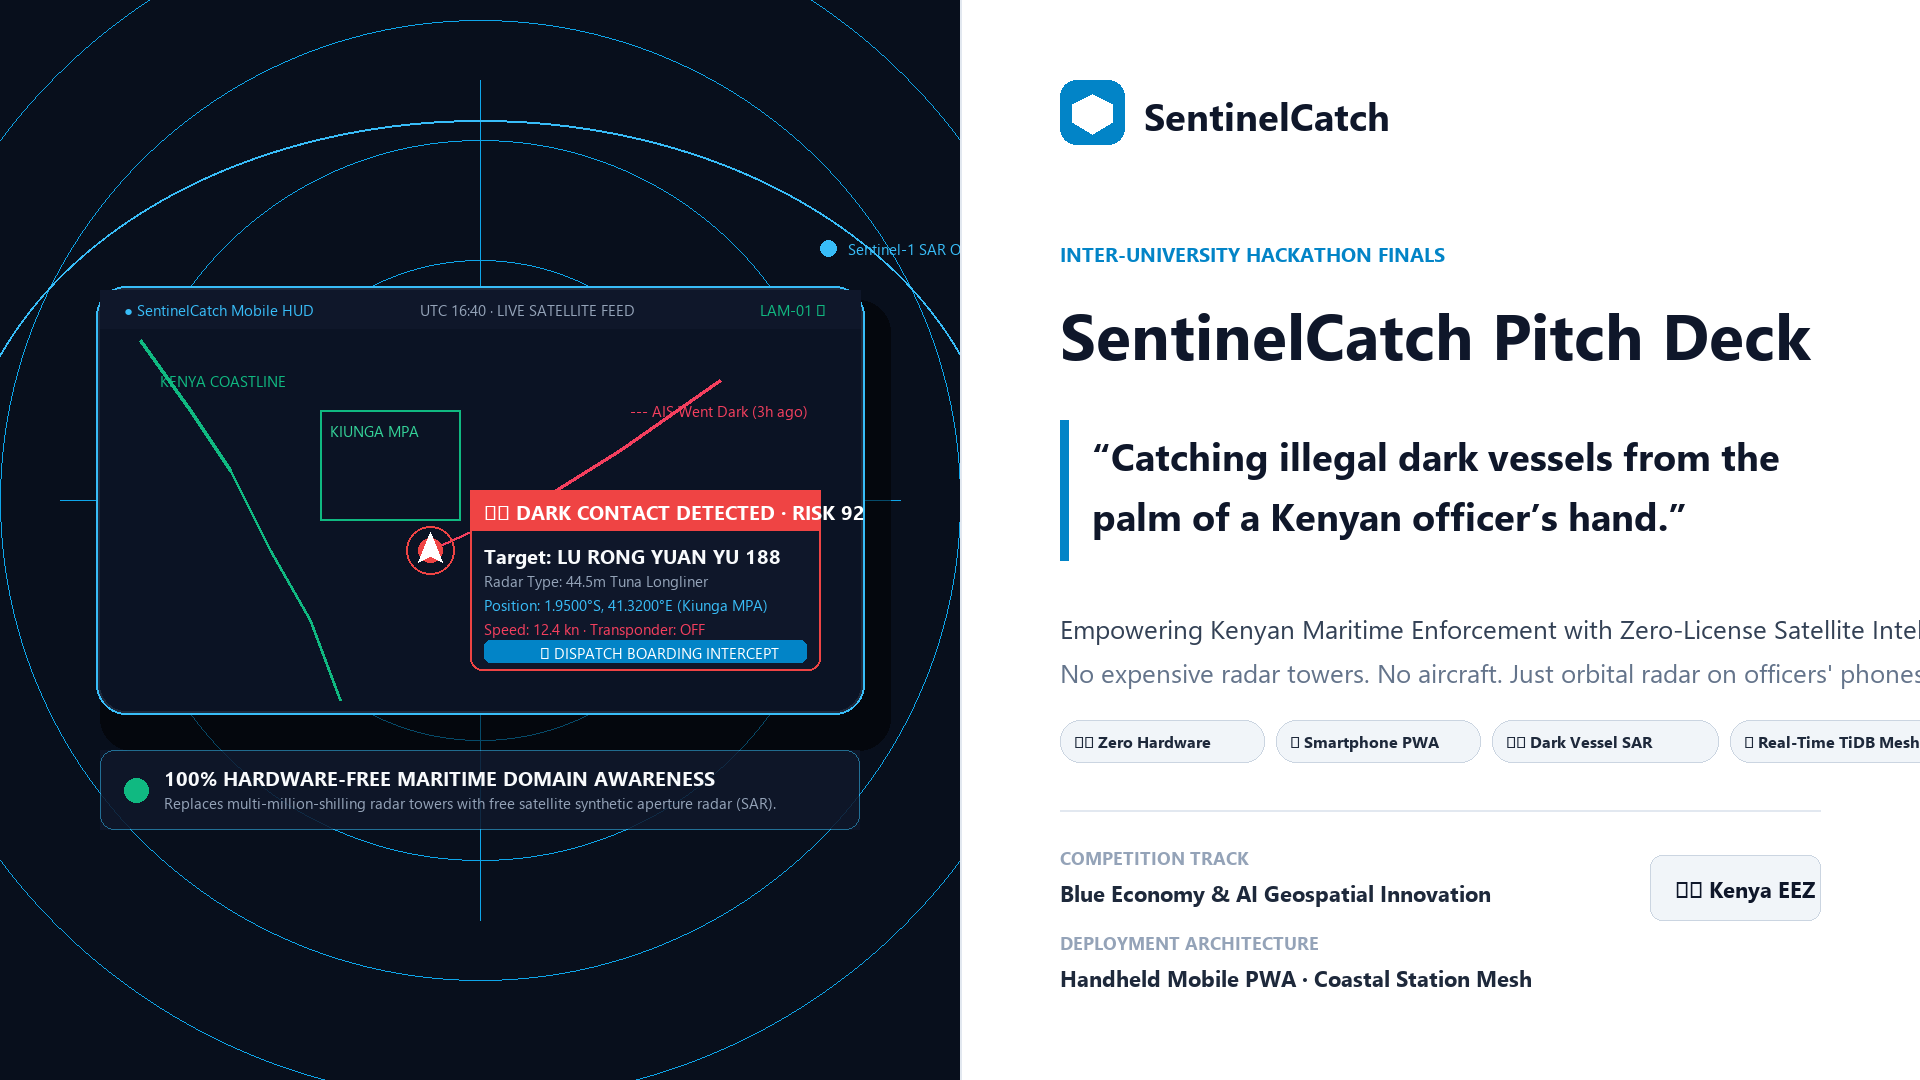 Sentinel-1 SAR O
● SentinelCatch Mobile HUD
UTC 16:40 · LIVE SATELLITE FEED
LAM-01
KENYA COASTLINE
--- AIS Went Dark (3h ago)
KIUNGA MPA
DARK CONTACT DETECTED · RISK 92
Target: LU RONG YUAN YU 188
Radar Type: 44.5m Tuna Longliner
Position: 1.9500°S, 41.3200°E (Kiunga MPA)
Speed: 12.4 kn · Transponder: OFF
DISPATCH BOARDING INTERCEPT
100% HARDWARE-FREE MARITIME DOMAIN AWARENESS
Replaces multi-million-shilling radar towers with free satellite synthetic aperture radar (SAR).
SentinelCatch
INTER-UNIVERSITY HACKATHON FINALS
SentinelCatch Pitch Deck
“Catching illegal dark vessels from the
palm of a Kenyan officer’s hand.”
Empowering Kenyan Maritime Enforcement with Zero-License Satellite Intel
No expensive radar towers. No aircraft. Just orbital radar on officers' phones
Zero Hardware
Smartphone PWA
Dark Vessel SAR
Real-Time TiDB Mesh
COMPETITION TRACK
Blue Economy & AI Geospatial Innovation
Kenya EEZ
DEPLOYMENT ARCHITECTURE
Handheld Mobile PWA · Coastal Station Mesh